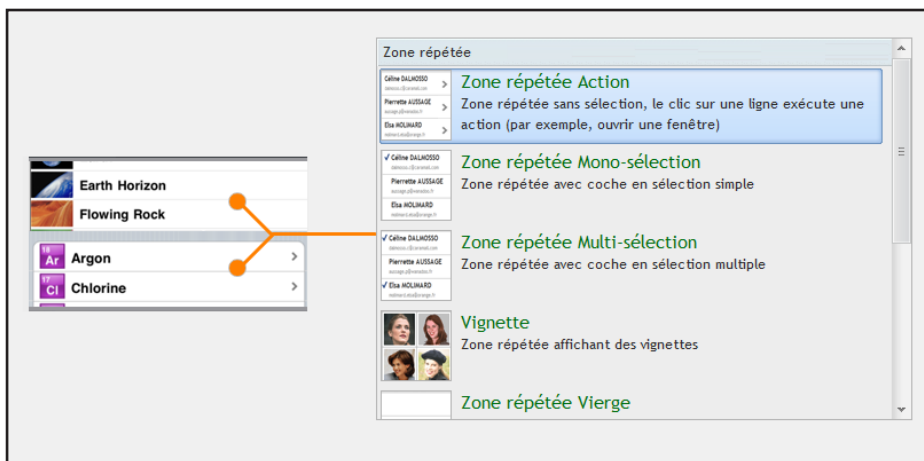 Earth Horizon
Flowing Rock
18
Ar
Argon
17
Cl
Chlorine
Zone répétée
Céline DALMOSSO
Pierrette AUSSAGE
Elsa MOLIMARD
Zone répétée Action
Zone répétée sans sélection, le clic sur une ligne exécute une
action (par exemple, ouvrir une fenêtre)
Céline DALMOSSO
Pierrette AUSSAGE
Elsa MOLIMARD
Zone répétée Mono-sélection
Zone répétée avec coche en sélection simple
Céline DALMOSSO
Pierrette AUSSAGE
Elsa MOLIMARD
Zone répétée Multi-sélection
Zone répétée avec coche en sélection multiple
Vignette
Zone répétée affichant des vignettes
Zone répétée Vierge